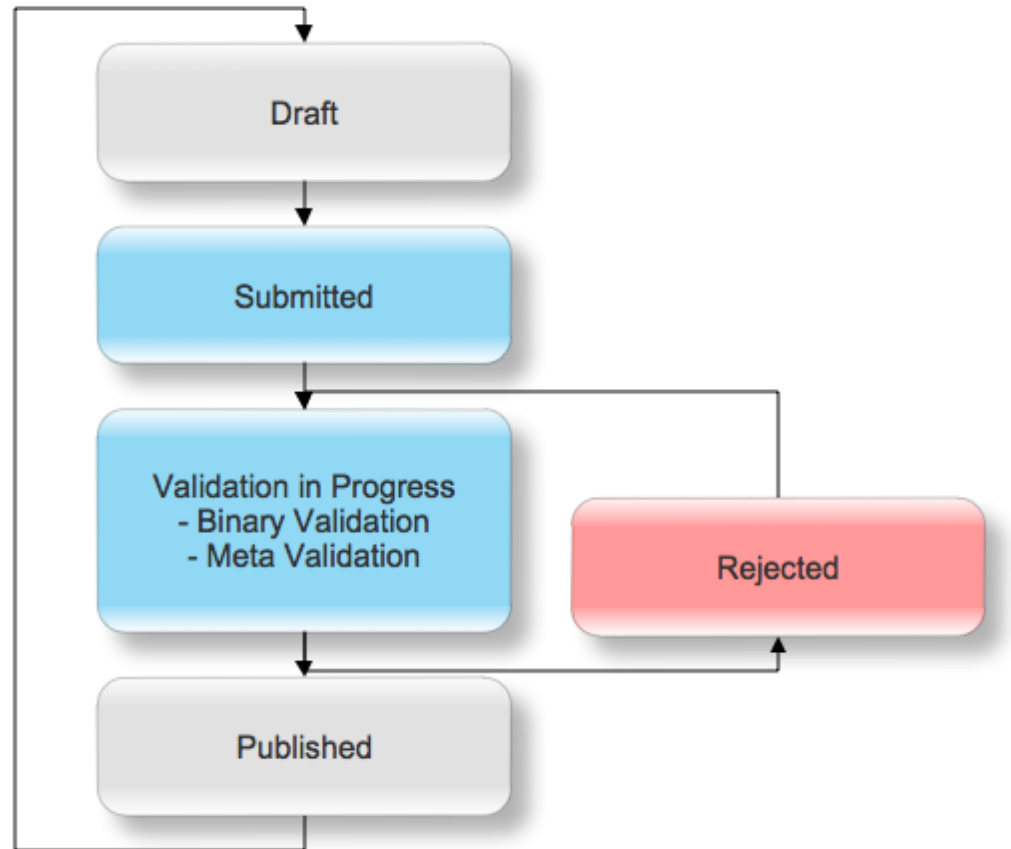 Draft
Submitted
Validation in Progress
- Binary Validation
- Meta Validation
Rejected
Published